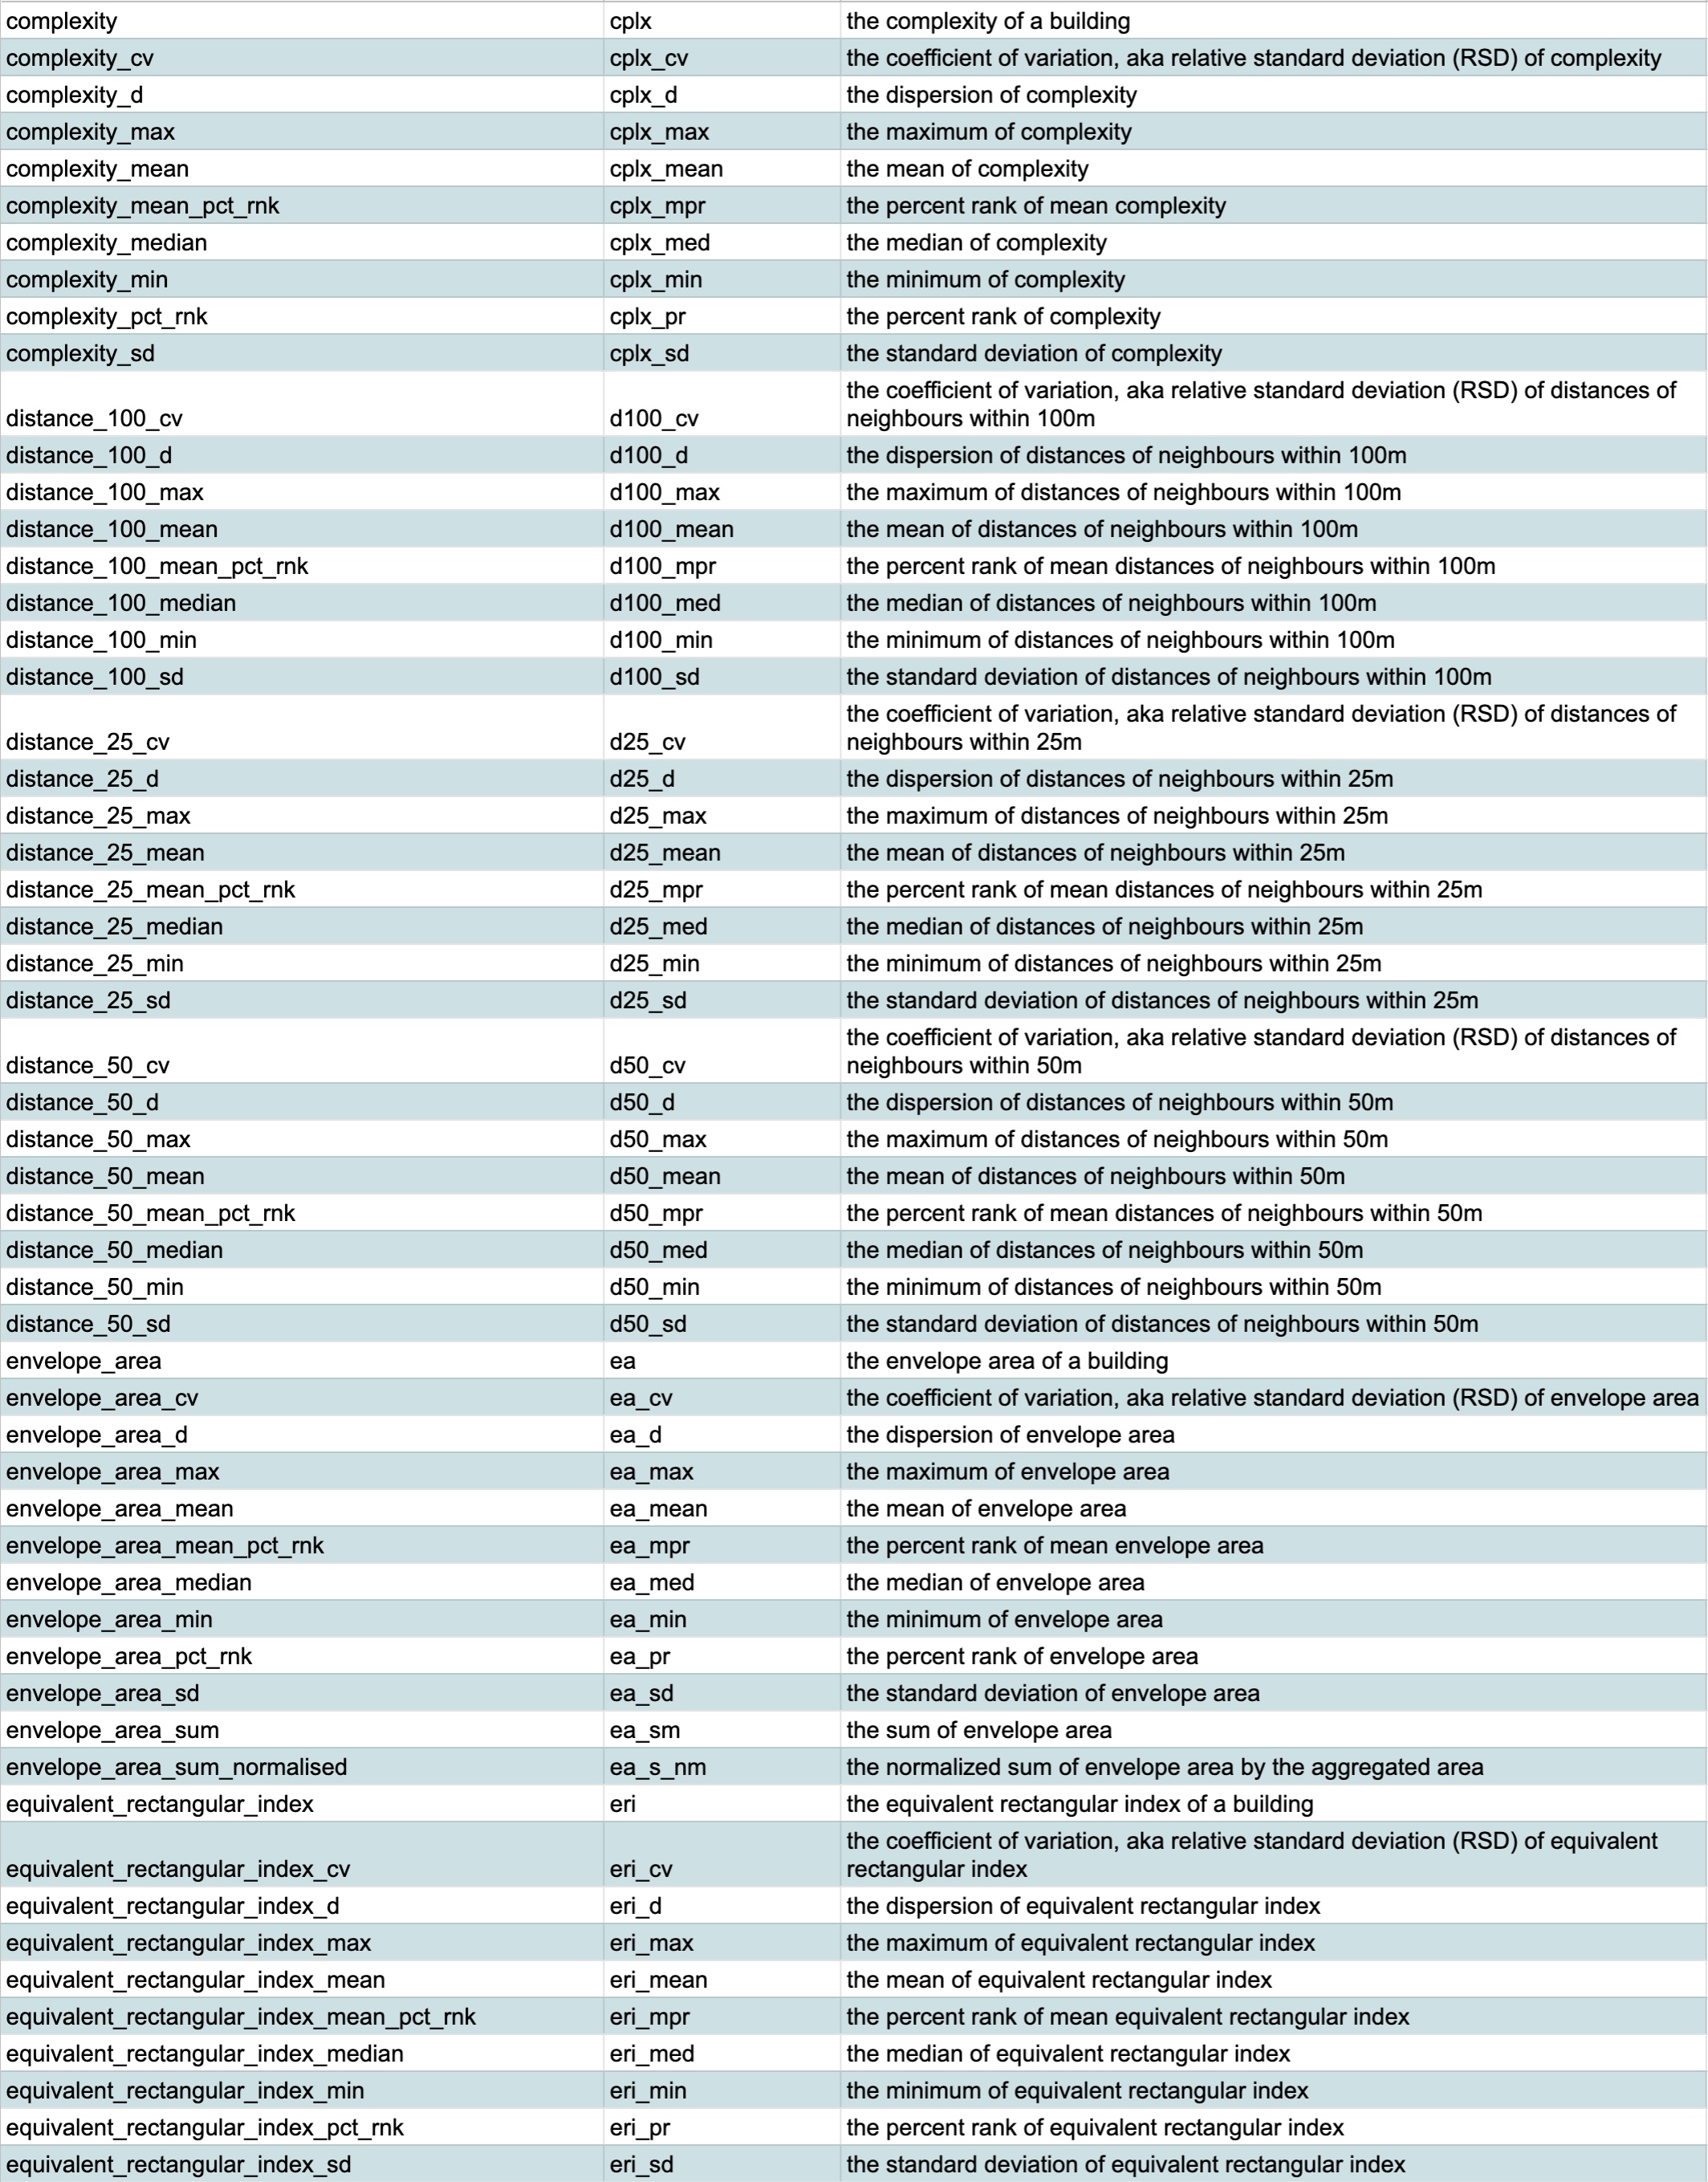 complexity cplx the complexity of a building
complexity_cv cplx_cv the coefficient of variation, aka relative standard deviation (RSD) of complexity
complexity_d cplx_d the dispersion of complexity
complexity_max cplx_max the maximum of complexity
complexity_mean cplx_mean the mean of complexity
complexity_mean_pct_rnk cplx_mpr the percent rank of mean complexity
complexity_median cplx_med the median of complexity
complexity_min cplx_min the minimum of complexity
complexity_pct_rnk cplx_pr the percent rank of complexity
complexity_sd cplx_sd the standard deviation of complexity
the coefficient of variation, aka relative standard deviation (RSD) of distances of
distance_100_cv d100_cv neighbours within 100m
distance_100_d d100_d the dispersion of distances of neighbours within 100m
distance_100_max d100_max the maximum of distances of neighbours within 100m
distance_100_mean d100_mean the mean of distances of neighbours within 100m
distance_100_mean_pct_rnk d100_mpr the percent rank of mean distances of neighbours within 100m
distance_100_median d100_med the median of distances of neighbours within 100m
distance_100_min d100_min the minimum of distances of neighbours within 100m
distance_100_sd d100_sd the standard deviation of distances of neighbours within 100m
the coefficient of variation, aka relative standard deviation (RSD) of distances of
distance_25_cv d25_cv neighbours within 25m
distance_25_d d25_d the dispersion of distances of neighbours within 25m
distance_25_max d25_max the maximum of distances of neighbours within 25m
distance_25_mean d25_mean the mean of distances of neighbours within 25m
distance_25_mean_pct_rnk d25_mpr the percent rank of mean distances of neighbours within 25m
distance_25_median d25_med the median of distances of neighbours within 25m
distance_25_min d25_min the minimum of distances of neighbours within 25m
distance_25_sd d25_sd the standard deviation of distances of neighbours within 25m
the coefficient of variation, aka relative standard deviation (RSD) of distances of
distance_50_cv d50_cv neighbours within 50m
distance_50_d d50_d the dispersion of distances of neighbours within 50m
distance_50_max d50_max the maximum of distances of neighbours within 50m
distance_50_mean d50_mean the mean of distances of neighbours within 50m
distance_50_mean_pct_rnk d50_mpr the percent rank of mean distances of neighbours within 50m
distance_50_median d50_med the median of distances of neighbours within 50m
distance_50_min d50_min the minimum of distances of neighbours within 50m
distance_50_sd d50_sd the standard deviation of distances of neighbours within 50m
envelope_area ea the envelope area of a building
envelope_area_cv ea_cv the coefficient of variation, aka relative standard deviation (RSD) of envelope area
envelope_area_d ea_d the dispersion of envelope area
envelope_area_max ea_max the maximum of envelope area
envelope_area_mean ea_mean the mean of envelope area
envelope_area_mean_pct_rnk ea_mpr the percent rank of mean envelope area
envelope_area_median ea_med the median of envelope area
envelope_area_min ea_min the minimum of envelope area
envelope_area_pct_rnk ea_pr the percent rank of envelope area
envelope_area_sd ea_sd the standard deviation of envelope area
envelope_area_sum ea_sm the sum of envelope area
envelope_area_sum_normalised ea_s_nm the normalized sum of envelope area by the aggregated area
equivalent_rectangular_index eri the equivalent rectangular index of a building
the coefficient of variation, aka relative standard deviation (RSD) of equivalent
equivalent_rectangular_index_cv eri_cv rectangular index
equivalent_rectangular_index_d eri_d the dispersion of equivalent rectangular index
equivalent_rectangular_index_max eri_max the maximum of equivalent rectangular index
equivalent_rectangular_index_mean eri_mean the mean of equivalent rectangular index
equivalent_rectangular_index_mean_pct_rnk eri_mpr the percent rank of mean equivalent rectangular index
equivalent_rectangular_index_median eri_med the median of equivalent rectangular index
equivalent_rectangular_index_min eri_min the minimum of equivalent rectangular index
equivalent_rectangular_index_pct_rnk eri_pr the percent rank of equivalent rectangular index
equivalent_rectangular_index_sd eri_sd the standard deviation of equivalent rectangular index